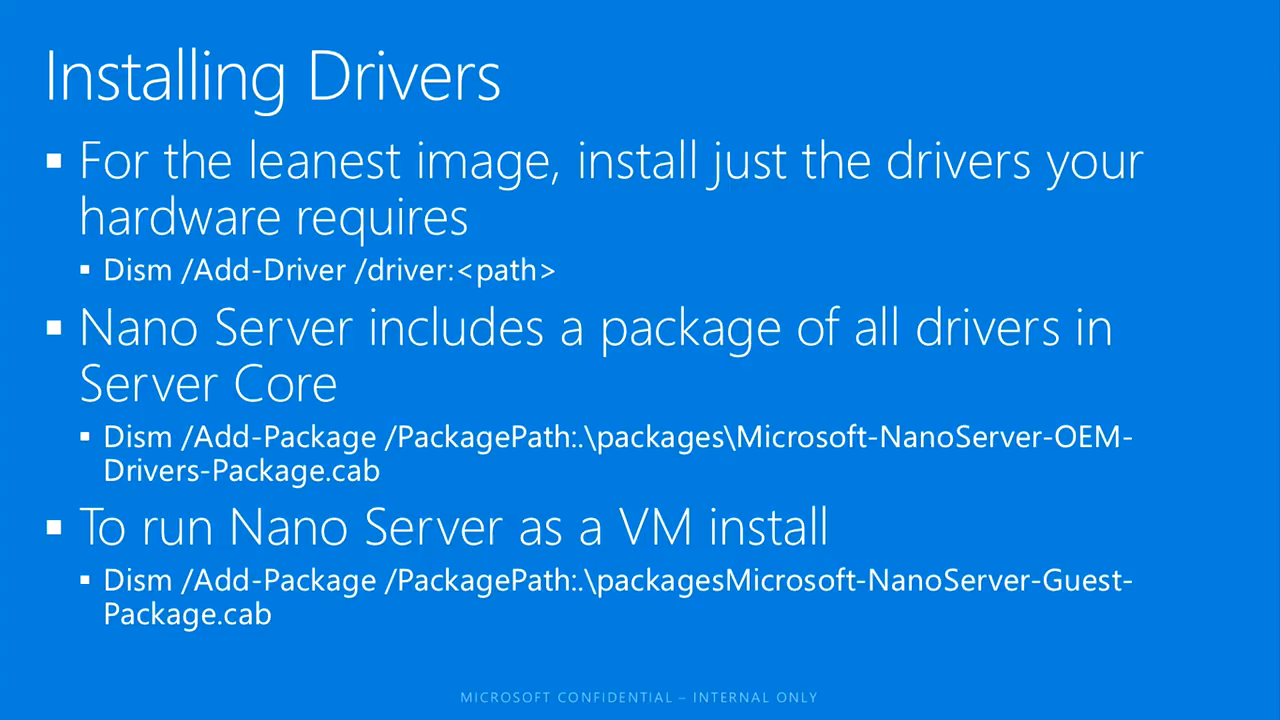 Installing Drivers
▪ For the leanest image, install just the drivers your
hardware requires
▪ Dism /Add-Driver /driver:<path>
▪ Nano Server includes a package of all drivers in
Server Core
▪ Dism /Add-Package /PackagePath:.\packages\Microsoft-NanoServer-OEM-
Drivers-Package.cab
▪ To run Nano Server as a VM install
▪ Dism /Add-Package /PackagePath:.\packagesMicrosoft-NanoServer-Guest-
Package.cab
MICROSOFT CONFIDENTIAL – INTERNAL ONLY